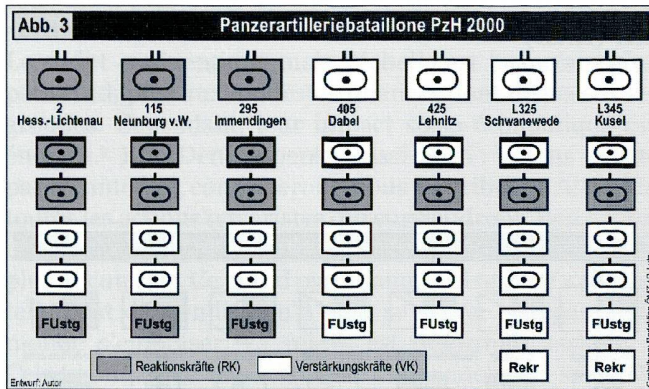 Abb. 3
Panzerartilleriebataillone PzH 2000
2 115 295 405 425 L325 L345
Hess.-Lichtenau Neunburg v.W. Immendingen Dabel Lehnitz Schwanewede Kusel
FUstg FUstg FUstg FUstg FUstg FUstg FUstg
Reaktionskräfte (RK) Verstärkungskräfte (VK)
Rekr Rekr
Entwurf: Autor